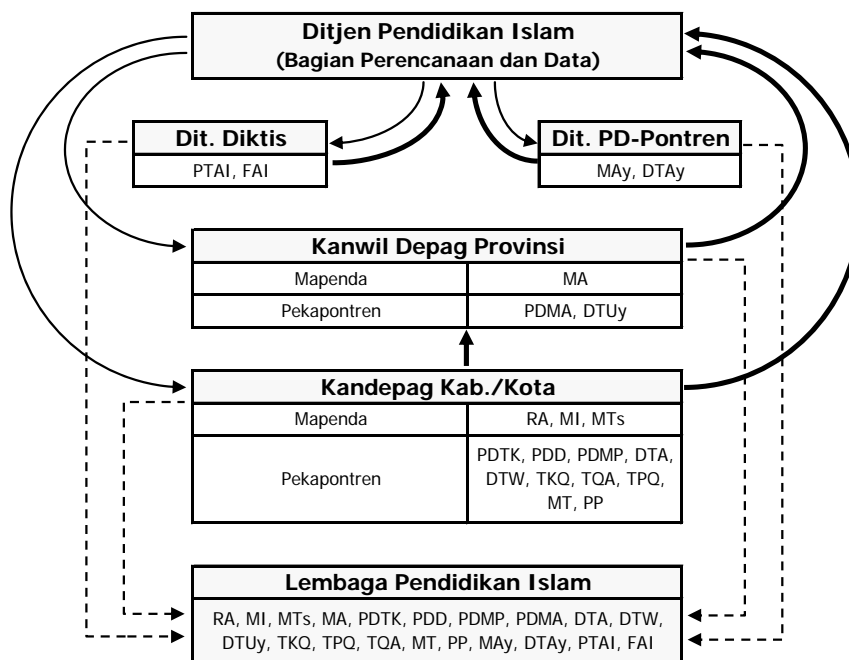 Ditjen Pendidikan Islam
(Bagian Perencanaan dan Data)
Dit. Diktis
PTAI, FAI
Dit. PD-Pontren
MAy, DTAy
Kanwil Depag Provinsi
Mapenda
MA
Pekapontren
PDMA, DTUy
Kandepag Kab./Kota
Mapenda
RA, MI, MTs
Pekapontren
PDTK, PDD, PDMP, DTA,
DTW, TKQ, TQA, TPQ,
MT, PP
Lembaga Pendidikan Islam
RA, MI, MTs, MA, PDTK, PDD, PDMP, PDMA, DTA, DTW,
DTUy, TKQ, TPQ, TQA, MT, PP, MAy, DTAy, PTAI, FAI